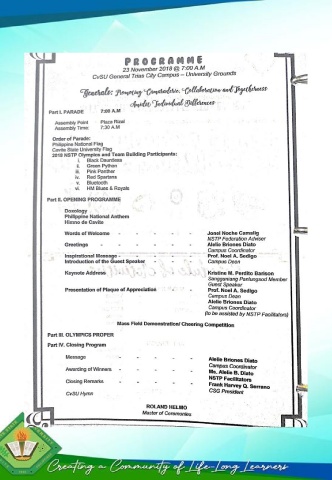 PROGRAMME
23 November 2018 @ 7:00 A.M
CvSU General Trias City Campus – University Grounds
Generals: Promoting Camaraderie, Collaboration and Togetherness
Amidst Individual Differences
Part I. PARADE 7:00 A.M
Assembly Point Plaza Rizal
Assembly Time: 7:30 A.M
Order of Parade:
Philippine National Flag
Cavite State University Flag
2018 NSTP Olympics and Team Building Participants:
i. Black Dauntless
ii. Green Python
iii. Pink Panther
iv. Red Spartans
v. Bluetooth
vi. HM Blues & Royals
Part II. OPENING PROGRAMME
Doxology
Philippine National Anthem
Himno de Cavite
Words of Welcome - - - - - Josel Noche Camalig
NSTP Federation Adviser
Greetings - - - - - Alelie Briones Diato
Campus Coordinator
Inspirational Message - - - - - Prof. Noel A. Sedigo
Introduction of the Guest Speaker Campus Dean
Keynote Address - - - - - Kristine M. Perdito Barison
Sangguniang Panlungsod Member
Guest Speaker
Presentation of Plaque of Appreciation - - - Prof. Noel A. Sedigo
Campus Dean
Alelie Briones Diato
Campus Coordinator
(to be assisted by NSTP Facilitators)
Mass Field Demonstration/ Cheering Competition
Part III. OLYMPICS PROPER
Part IV. Closing Program
Message - - - - - Alelie Briones Diato
Campus Coordinator
Awarding of Winners - - - - - Ms. Alelie B. Diato
NSTP Facilitators
Closing Remarks - - - - - Frank Harvey Q. Serrano
CSG President
CvSU Hymn
ROLAND HELMO
Master of Ceremonies
Creating a Community of Life-Long Learners